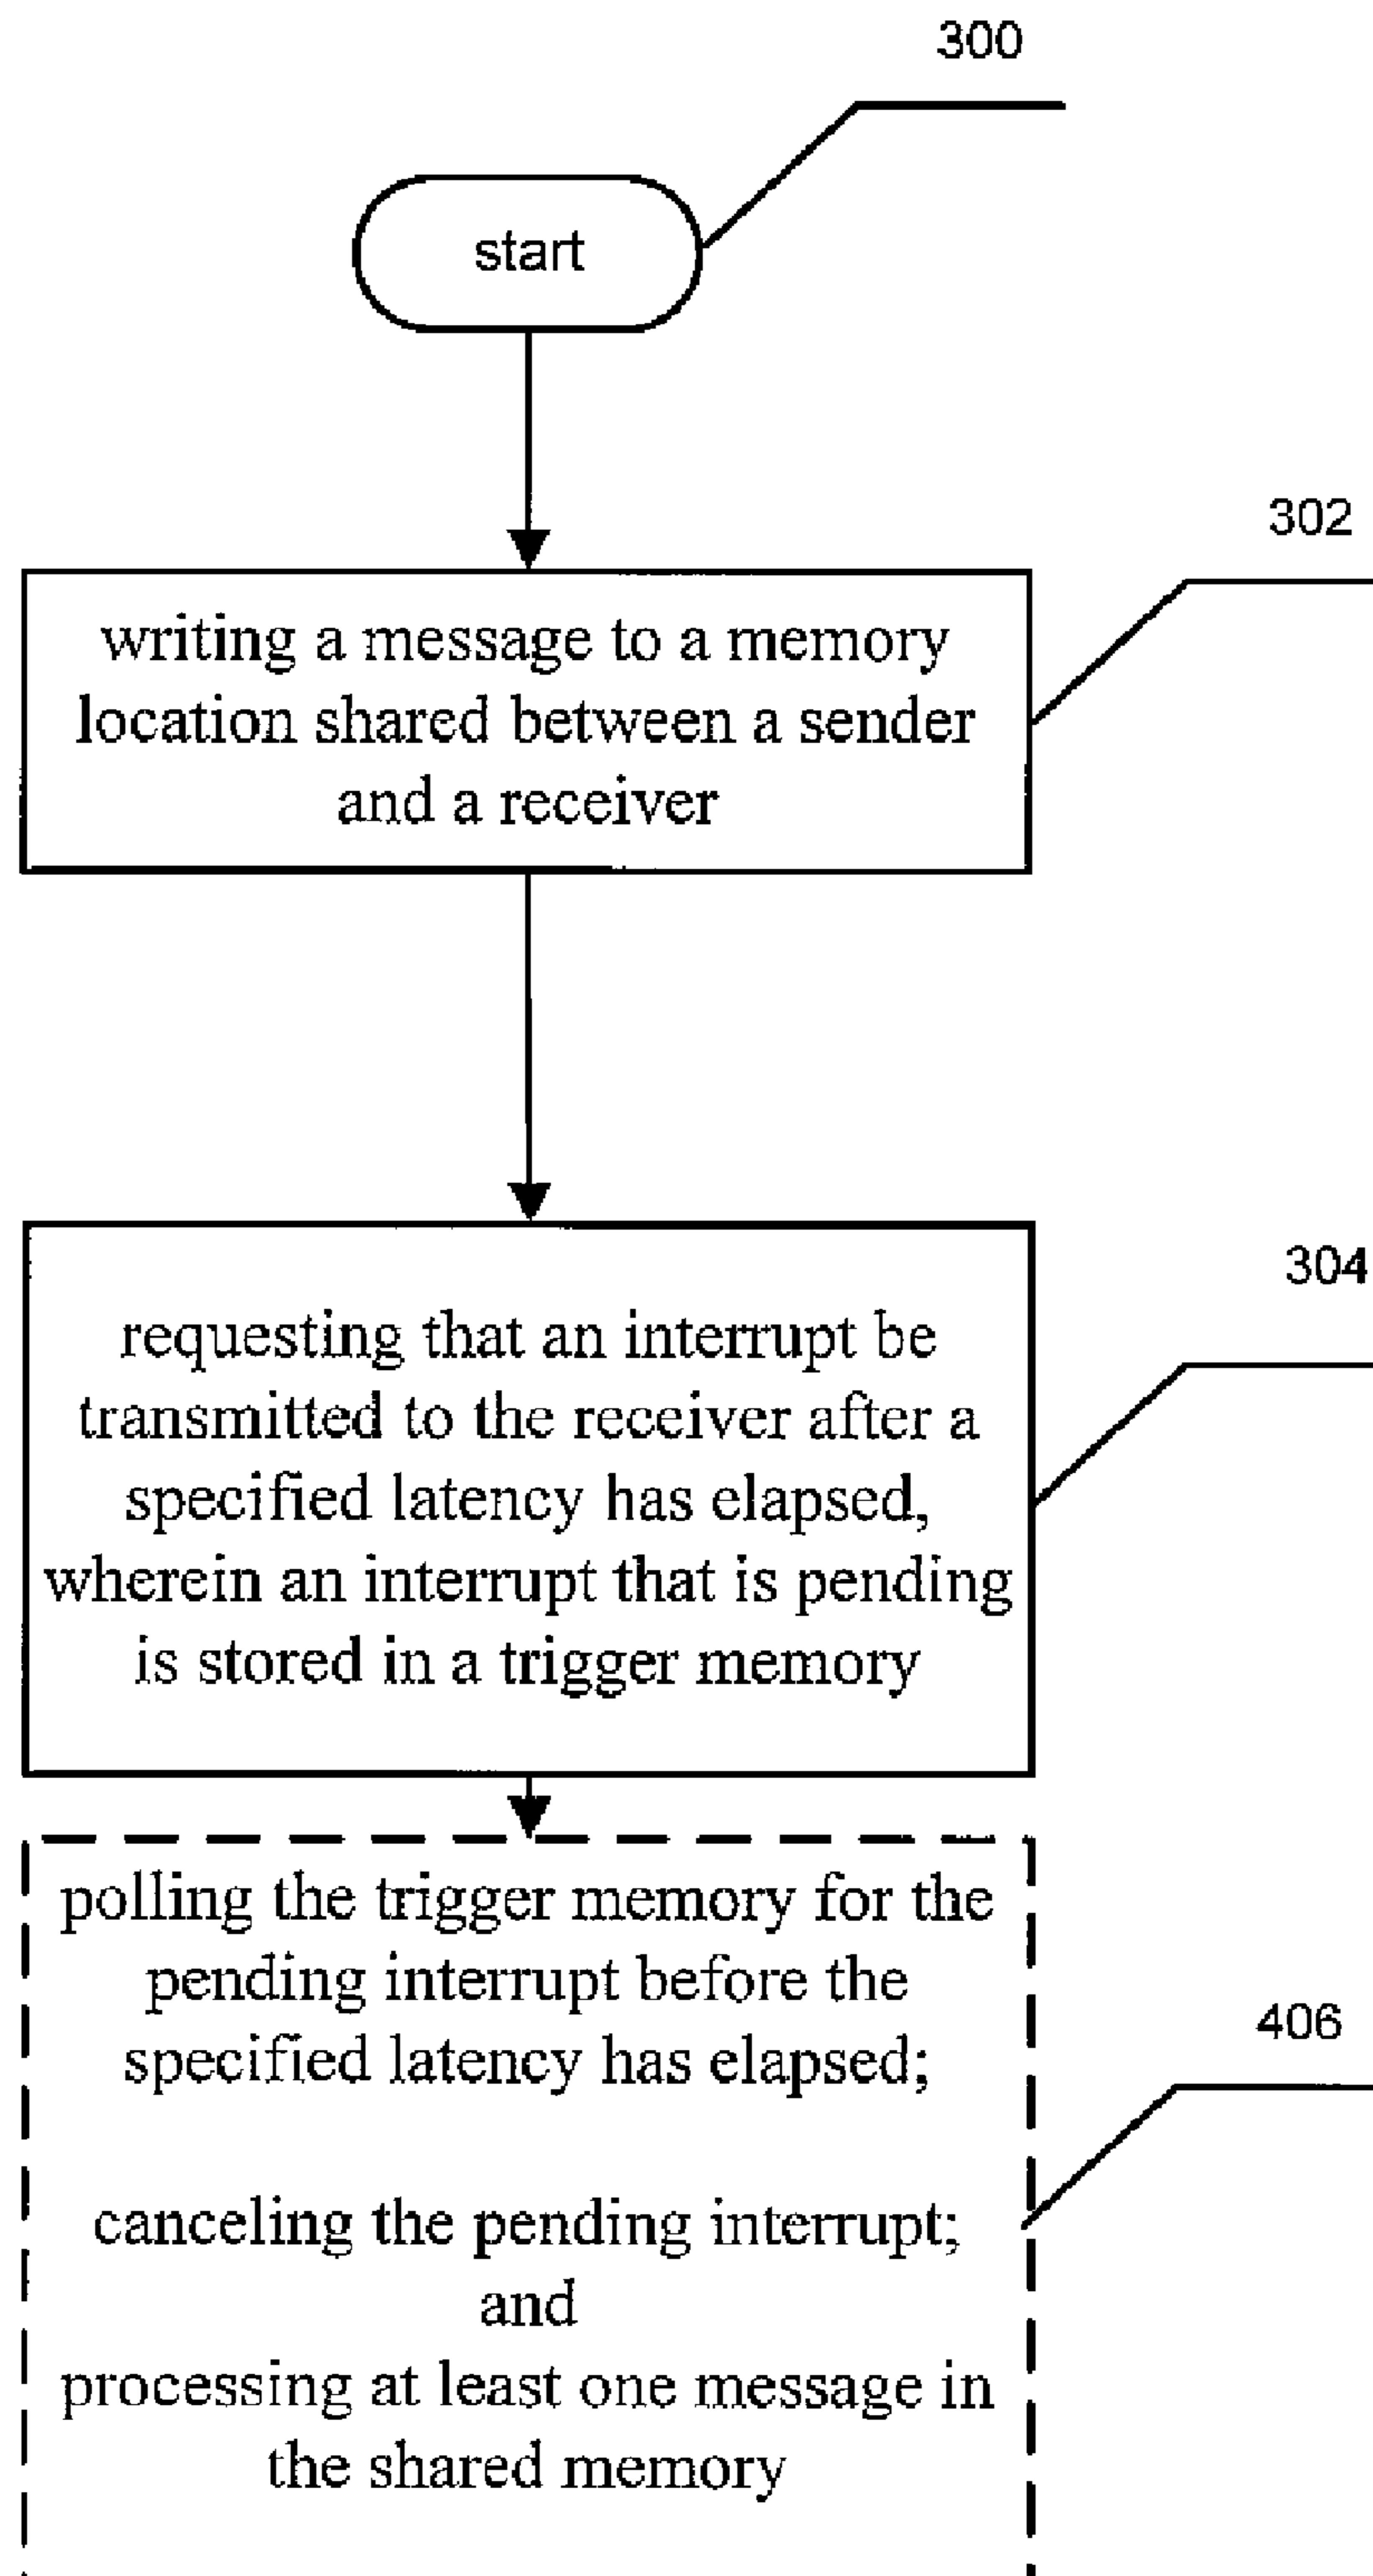 300
start
302
writing a message to a memory
location shared between a sender
and a receiver
304
requesting that an interrupt be
transmitted to the receiver after a
specified latency has elapsed,
wherein an interrupt that is pending
is stored in a trigger memory
polling the trigger memory for the
pending interrupt before the
specified latency has elapsed;
406
canceling the pending interrupt;
and
processing at least one message in
the shared memory